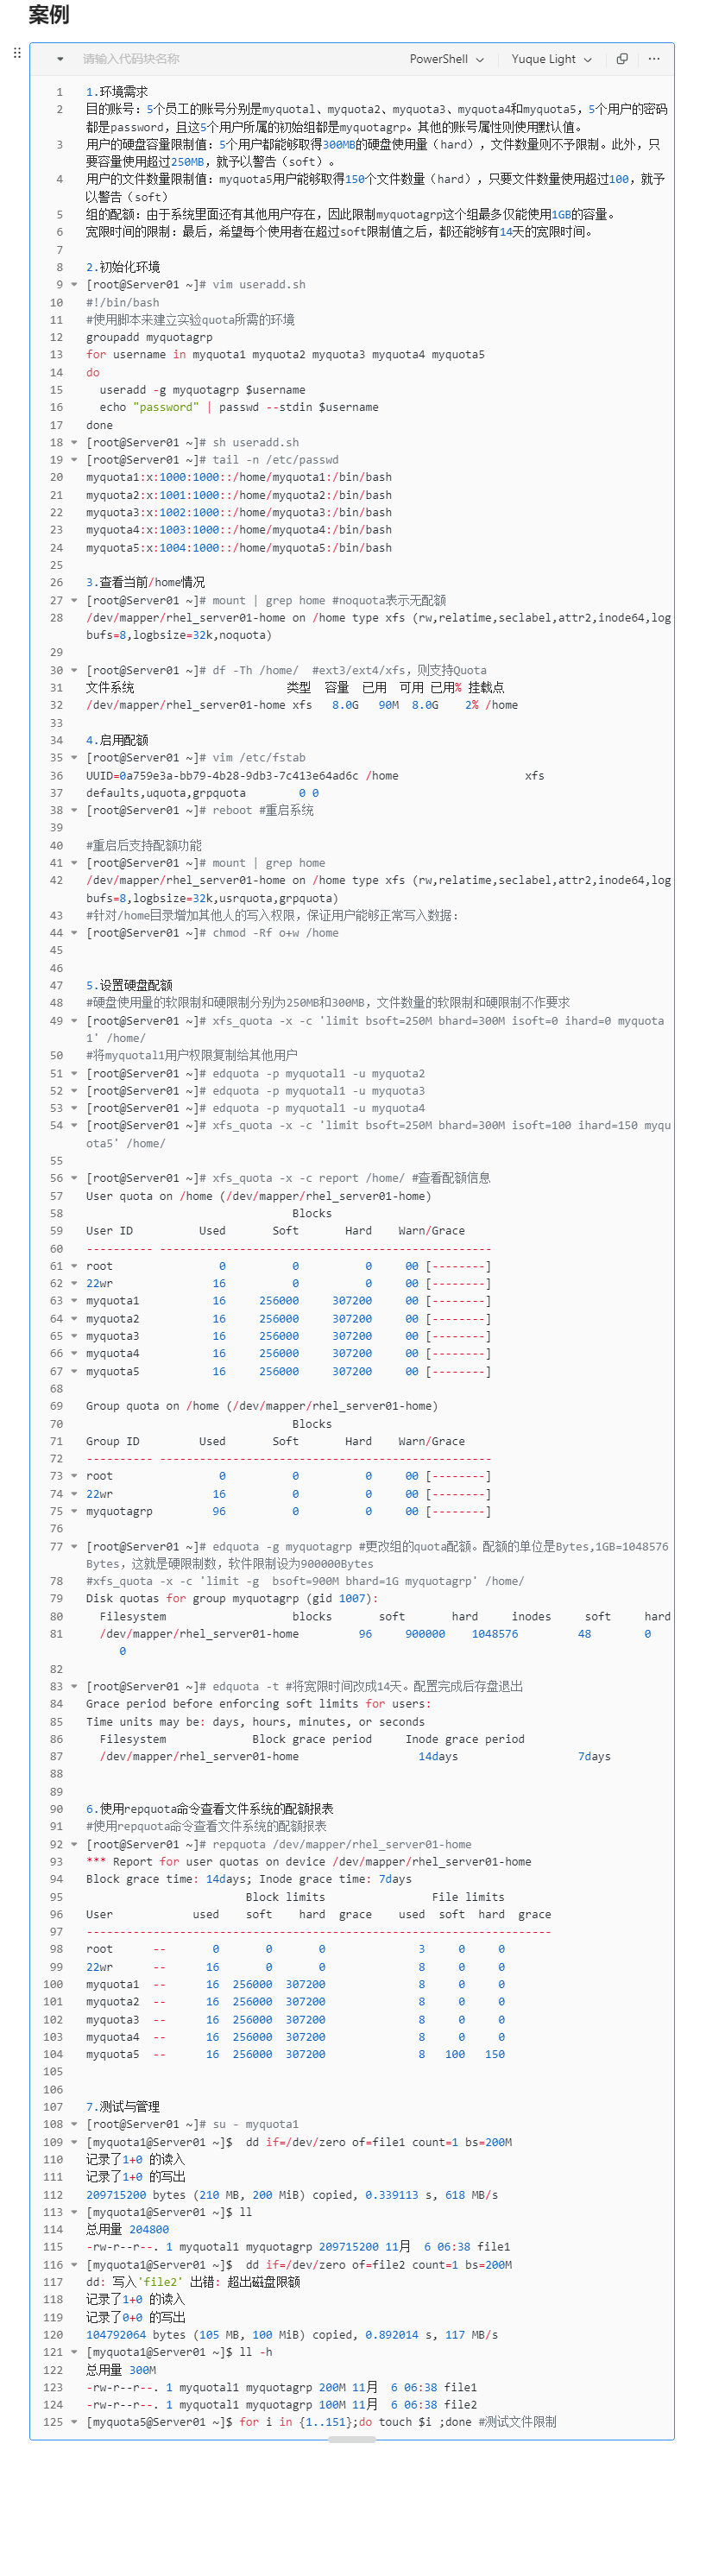 案例
请输入代码块名称 PowerShell Yuque Light
1 1.环境需求
2 目的账号：5个员工的账号分别是myquotal、myquota2、myquota3、myquota4和myquota5，5个用户的密码
都是password，且这5个用户所属的初始组都是myquotagrp。其他的账号属性则使用默认值。
3 用户的硬盘容量限制值：5个用户都能够取得300MB的硬盘使用量（hard），文件数量则不予限制。此外，只
要容量使用超过250MB，就予以警告（soft）。
4 用户的文件数量限制值：myquota5用户能够取得150个文件数量（hard），只要文件数量使用超过100，就予
以警告（soft）
5 组的配额：由于系统里面还有其他用户存在，因此限制myquotagrp这个组最多仅能使用1GB的容量。
6 宽限时间的限制：最后，希望每个使用者在超过soft限制值之后，都还能够有14天的宽限时间。
7
8 2.初始化环境
9 [root@Server01 ~]# vim useradd.sh
10 #!/bin/bash
11 #使用脚本来建立实验quota所需的环境
12 groupadd myquotagrp
13 for username in myquota1 myquota2 myquota3 myquota4 myquota5
14 do
15   useradd -g myquotagrp $username
16   echo "password" | passwd --stdin $username
17 done
18 [root@Server01 ~]# sh useradd.sh
19 [root@Server01 ~]# tail -n /etc/passwd
20 myquota1:x:1000:1000::/home/myquota1:/bin/bash
21 myquota2:x:1001:1000::/home/myquota2:/bin/bash
22 myquota3:x:1002:1000::/home/myquota3:/bin/bash
23 myquota4:x:1003:1000::/home/myquota4:/bin/bash
24 myquota5:x:1004:1000::/home/myquota5:/bin/bash
25
26 3.查看当前/home情况
27 [root@Server01 ~]# mount | grep home #noquota表示无配额
28 /dev/mapper/rhel_server01-home on /home type xfs (rw,relatime,seclabel,attr2,inode64,log
bufs=8,logbsize=32k,noquota)
29
30 [root@Server01 ~]# df -Th /home/  #ext3/ext4/xfs，则支持Quota
31 文件系统                       类型  容量  已用  可用 已用% 挂载点
32 /dev/mapper/rhel_server01-home xfs   8.0G   90M  8.0G    2% /home
33
34 4.启用配额
35 [root@Server01 ~]# vim /etc/fstab
36 UUID=0a759e3a-bb79-4b28-9db3-7c413e64ad6c /home                   xfs
37 defaults,uquota,grpquota        0 0
38 [root@Server01 ~]# reboot #重启系统
39
40 #重启后支持配额功能
41 [root@Server01 ~]# mount | grep home
42 /dev/mapper/rhel_server01-home on /home type xfs (rw,relatime,seclabel,attr2,inode64,log
bufs=8,logbsize=32k,usrquota,grpquota)
43 #针对/home目录增加其他人的写入权限，保证用户能够正常写入数据：
44 [root@Server01 ~]# chmod -Rf o+w /home
45
46
47 5.设置硬盘配额
48 #硬盘使用量的软限制和硬限制分别为250MB和300MB，文件数量的软限制和硬限制不作要求
49 [root@Server01 ~]# xfs_quota -x -c 'limit bsoft=250M bhard=300M isoft=0 ihard=0 myquota
1' /home/
50 #将myquotal1用户权限复制给其他用户
51 [root@Server01 ~]# edquota -p myquotal1 -u myquota2
52 [root@Server01 ~]# edquota -p myquotal1 -u myquota3
53 [root@Server01 ~]# edquota -p myquotal1 -u myquota4
54 [root@Server01 ~]# xfs_quota -x -c 'limit bsoft=250M bhard=300M isoft=100 ihard=150 myqu
ota5' /home/
55
56 [root@Server01 ~]# xfs_quota -x -c report /home/ #查看配额信息
57 User quota on /home (/dev/mapper/rhel_server01-home)
58                                Blocks
59 User ID          Used       Soft       Hard    Warn/Grace
60 ---------- --------------------------------------------------
61 root                0          0          0     00 [--------]
62 22wr               16          0          0     00 [--------]
63 myquota1           16     256000     307200     00 [--------]
64 myquota2           16     256000     307200     00 [--------]
65 myquota3           16     256000     307200     00 [--------]
66 myquota4           16     256000     307200     00 [--------]
67 myquota5           16     256000     307200     00 [--------]
68
69 Group quota on /home (/dev/mapper/rhel_server01-home)
70                                Blocks
71 Group ID         Used       Soft       Hard    Warn/Grace
72 ---------- --------------------------------------------------
73 root                0          0          0     00 [--------]
74 22wr               16          0          0     00 [--------]
75 myquotagrp         96          0          0     00 [--------]
76
77 [root@Server01 ~]# edquota -g myquotagrp #更改组的quota配额。配额的单位是Bytes,1GB=1048576
Bytes，这就是硬限制数，软件限制设为900000Bytes
78 #xfs_quota -x -c 'limit -g  bsoft=900M bhard=1G myquotagrp' /home/
79 Disk quotas for group myquotagrp (gid 1007):
80   Filesystem                   blocks       soft       hard     inodes     soft     hard
81   /dev/mapper/rhel_server01-home         96     900000    1048576         48        0
0
82
83 [root@Server01 ~]# edquota -t #将宽限时间改成14天。配置完成后存盘退出
84 Grace period before enforcing soft limits for users:
85 Time units may be: days, hours, minutes, or seconds
86   Filesystem             Block grace period     Inode grace period
87   /dev/mapper/rhel_server01-home                  14days                  7days
88
89
90 6.使用repquota命令查看文件系统的配额报表
91 #使用repquota命令查看文件系统的配额报表
92 [root@Server01 ~]# repquota /dev/mapper/rhel_server01-home
93 *** Report for user quotas on device /dev/mapper/rhel_server01-home
94 Block grace time: 14days; Inode grace time: 7days
95                         Block limits                File limits
96 User            used    soft    hard  grace    used  soft  hard  grace
97 ----------------------------------------------------------------------
98 root      --       0       0       0              3     0     0
99 22wr      --      16       0       0              8     0     0
100 myquota1  --      16  256000  307200              8     0     0
101 myquota2  --      16  256000  307200              8     0     0
102 myquota3  --      16  256000  307200              8     0     0
103 myquota4  --      16  256000  307200              8     0     0
104 myquota5  --      16  256000  307200              8   100   150
105
106
107 7.测试与管理
108 [root@Server01 ~]# su - myquota1
109 [myquota1@Server01 ~]$  dd if=/dev/zero of=file1 count=1 bs=200M
110 记录了1+0 的读入
111 记录了1+0 的写出
112 209715200 bytes (210 MB, 200 MiB) copied, 0.339113 s, 618 MB/s
113 [myquota1@Server01 ~]$ ll
114 总用量 204800
115 -rw-r--r--. 1 myquotal1 myquotagrp 209715200 11月  6 06:38 file1
116 [myquota1@Server01 ~]$  dd if=/dev/zero of=file2 count=1 bs=200M
117 dd: 写入'file2' 出错: 超出磁盘限额
118 记录了1+0 的读入
119 记录了0+0 的写出
120 104792064 bytes (105 MB, 100 MiB) copied, 0.892014 s, 117 MB/s
121 [myquota1@Server01 ~]$ ll -h
122 总用量 300M
123 -rw-r--r--. 1 myquotal1 myquotagrp 200M 11月  6 06:38 file1
124 -rw-r--r--. 1 myquotal1 myquotagrp 100M 11月  6 06:38 file2
125 [myquota5@Server01 ~]$ for i in {1..151};do touch $i ;done #测试文件限制